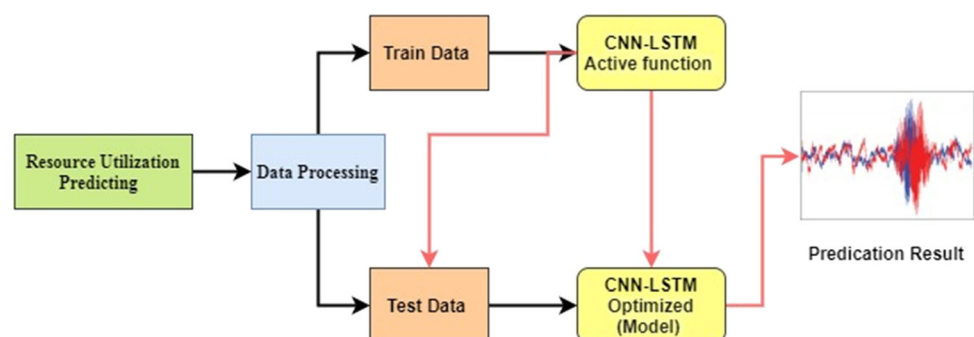 Resource Utilization
Predicting
Data Processing
Train Data
CNN-LSTM
Active function
Test Data
CNN-LSTM
Optimized
(Model)
Predication Result